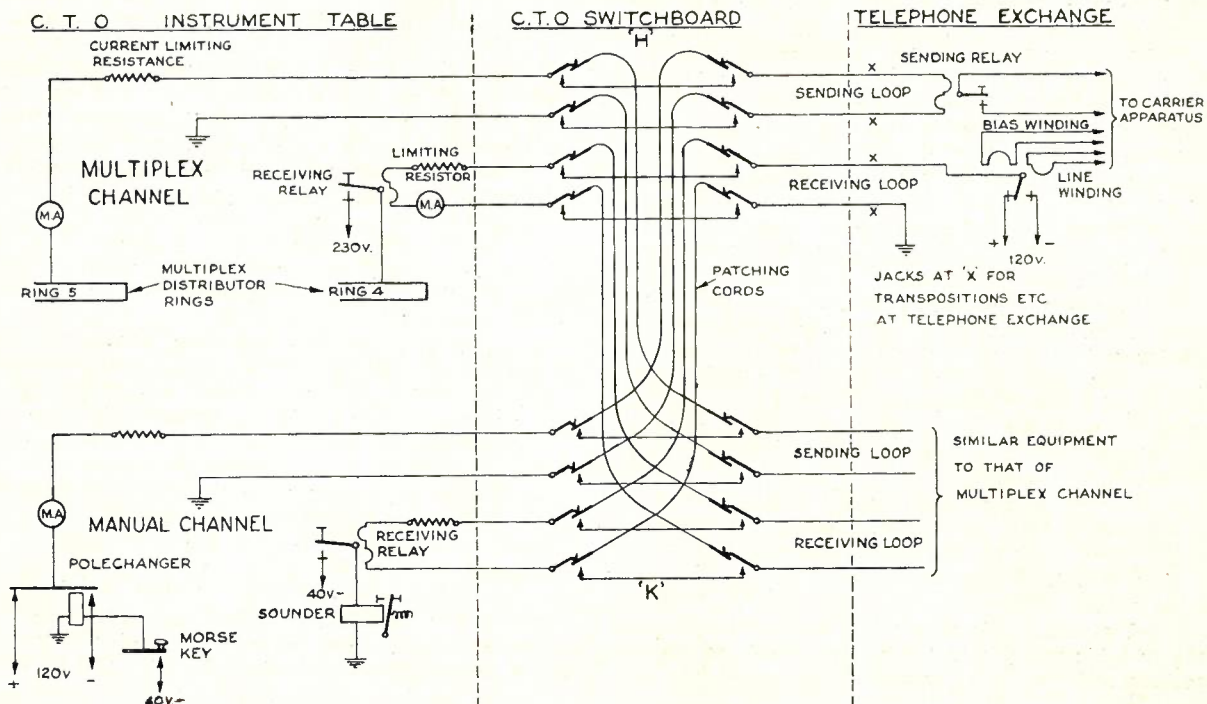 C. T. O INSTRUMENT TABLE
C.T.O SWITCHBOARD
TELEPHONE EXCHANGE
'H'
CURRENT LIMITING
RESISTANCE
X
SENDING RELAY
SENDING LOOP
X
TO CARRIER
APPARATUS
BIAS WINDING
MULTIPLEX
CHANNEL
RECEIVING
RELAY
LIMITING
RESISTOR
X
RECEIVING LOOP
X
LINE
WINDING
M.A
M.A
+
230V.
+ +
+ -
120V.
RING 5
MULTIPLEX
DISTRIBUTOR
RINGS
RING 4
PATCHING
CORDS
JACKS AT 'X' FOR
TRANSPOSITIONS ETC
AT TELEPHONE EXCHANGE
M.A
MANUAL CHANNEL
POLECHANGER
RECEIVING
RELAY
+
40V-
SOUNDER
MORSE
KEY
+ 120V -
40V-
SENDING LOOP
RECEIVING LOOP
'K'
SIMILAR EQUIPMENT
TO THAT OF
MULTIPLEX CHANNEL